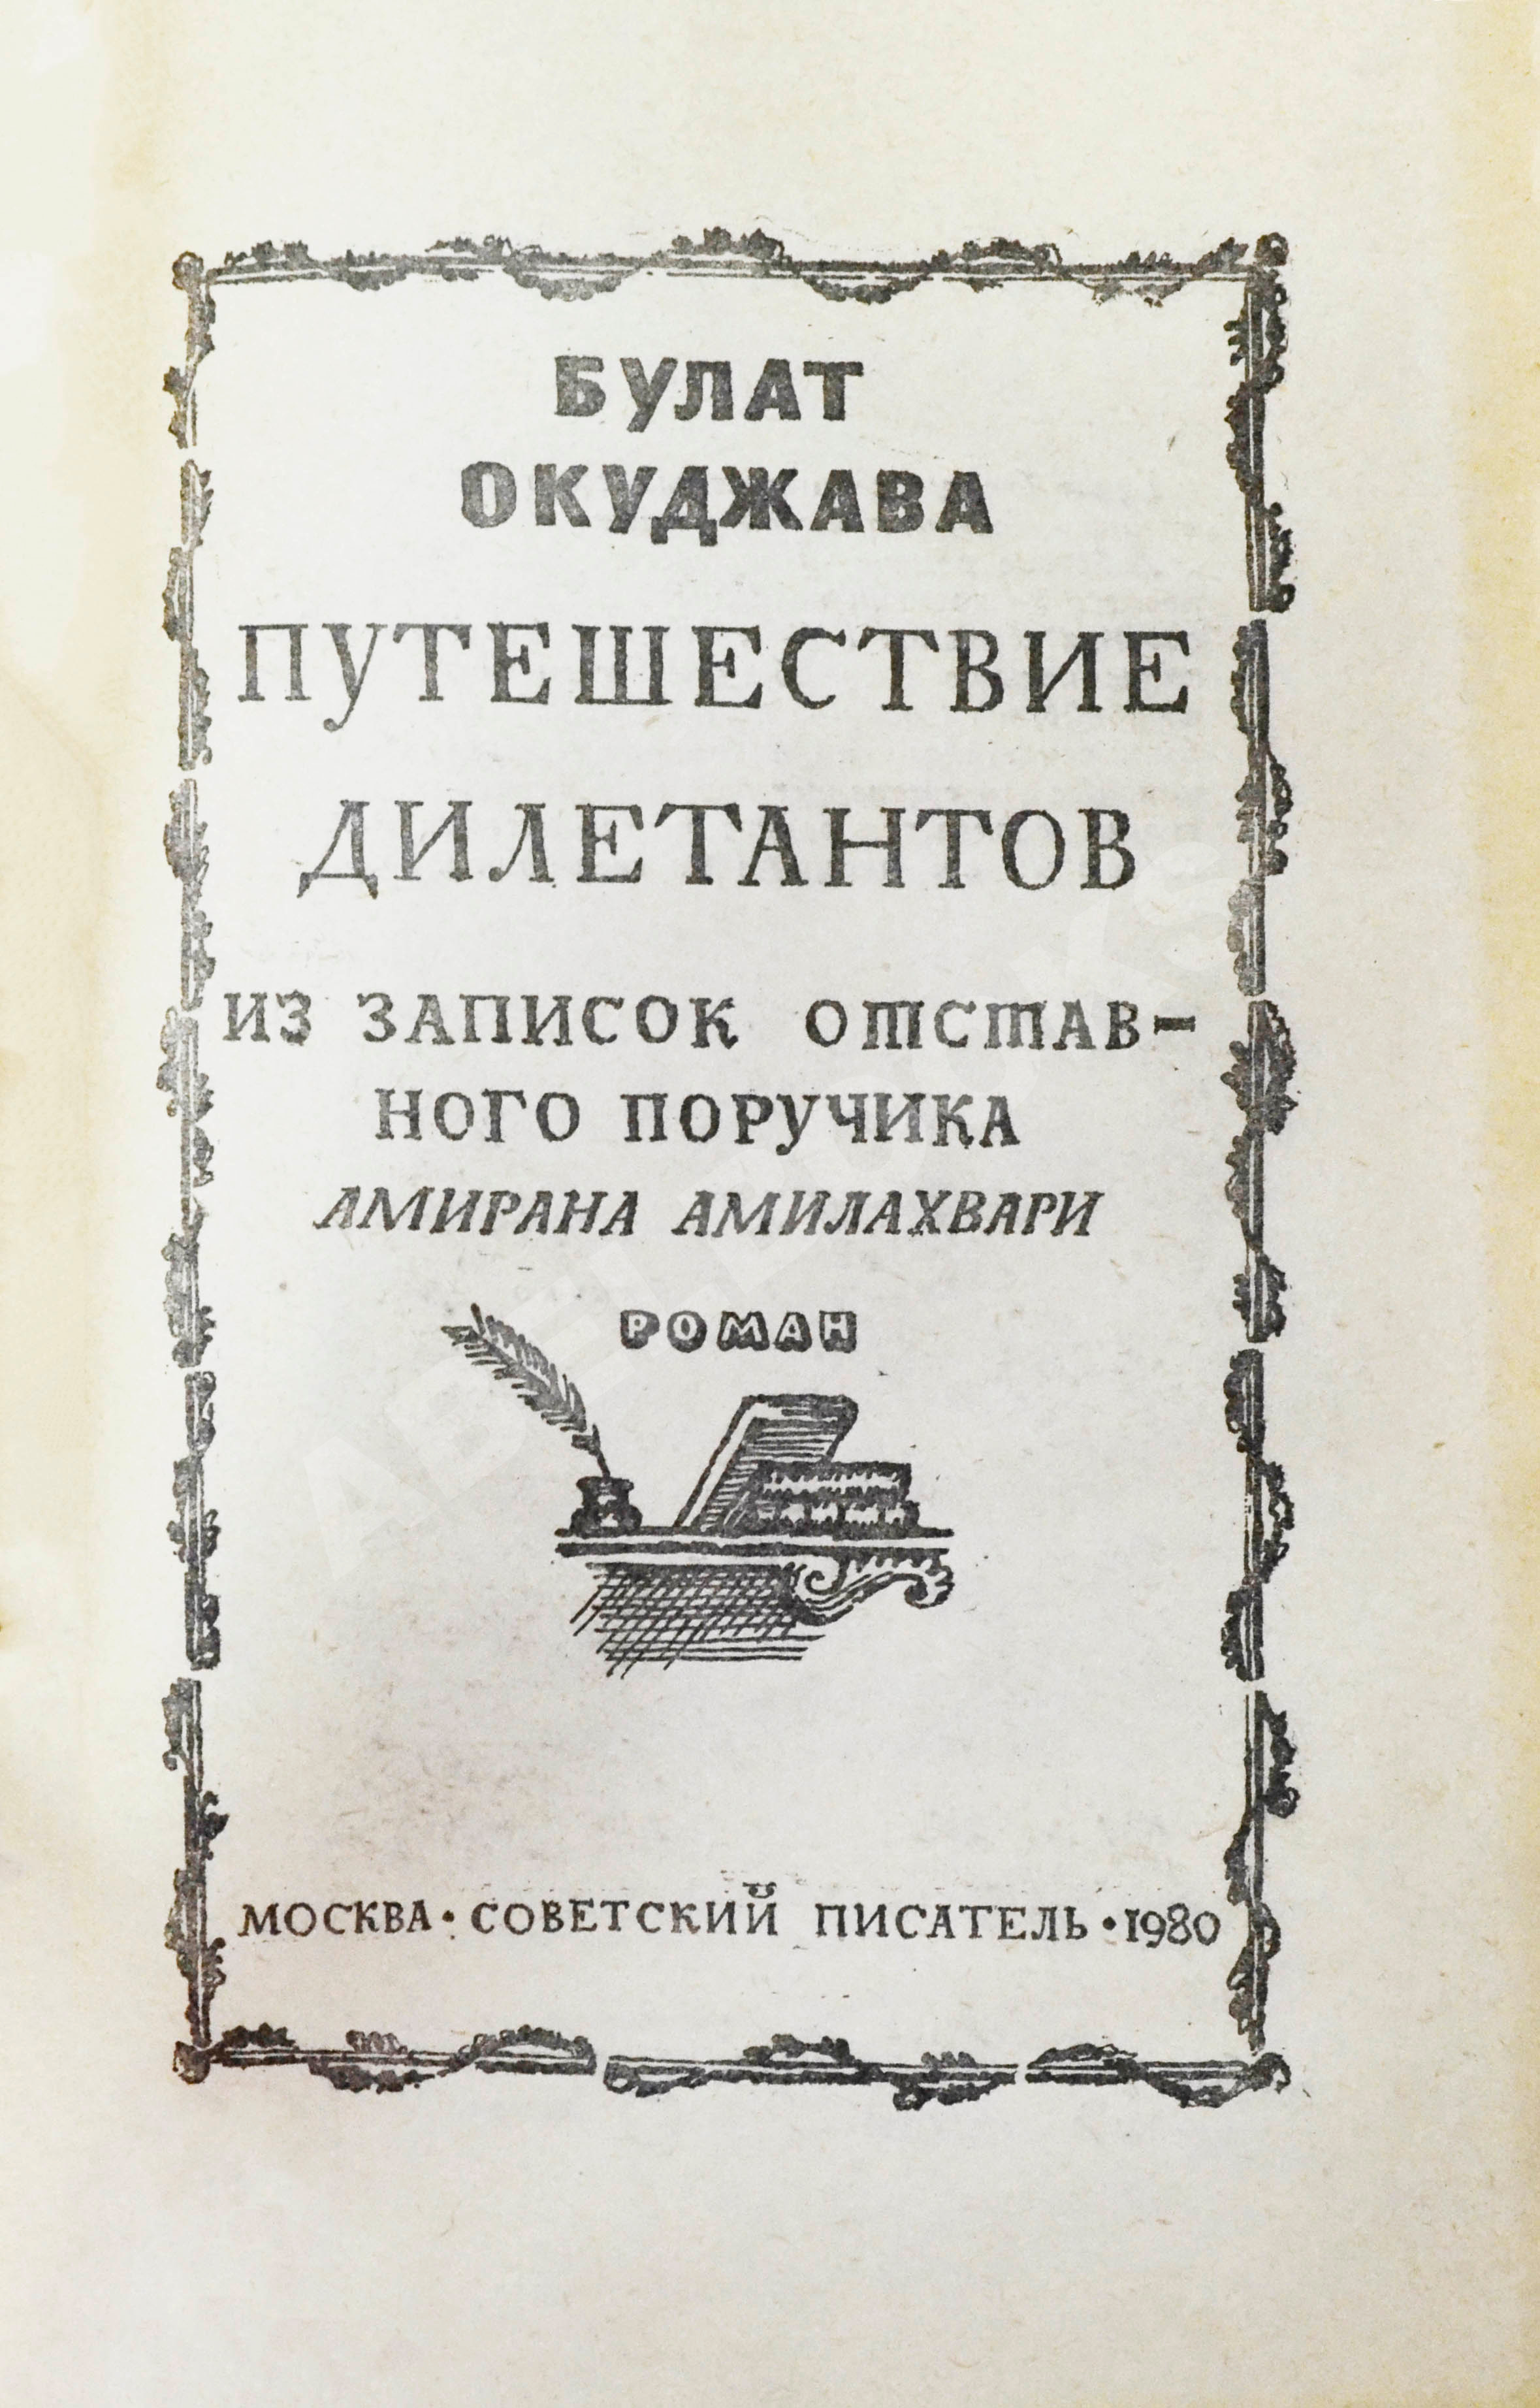 БУЛАТ
ОКУДЖАВА
ПУТЕШЕСТВИЕ
ДИЛЕТАНТОВ
ИЗ ЗАПИСОК ОТСТАВ-
НОГО ПОРУЧИКА
АМИРАНА АМИЛАХВАРИ
РОМАН
МОСКВА • СОВЕТСКИЙ ПИСАТЕЛЬ • 1980